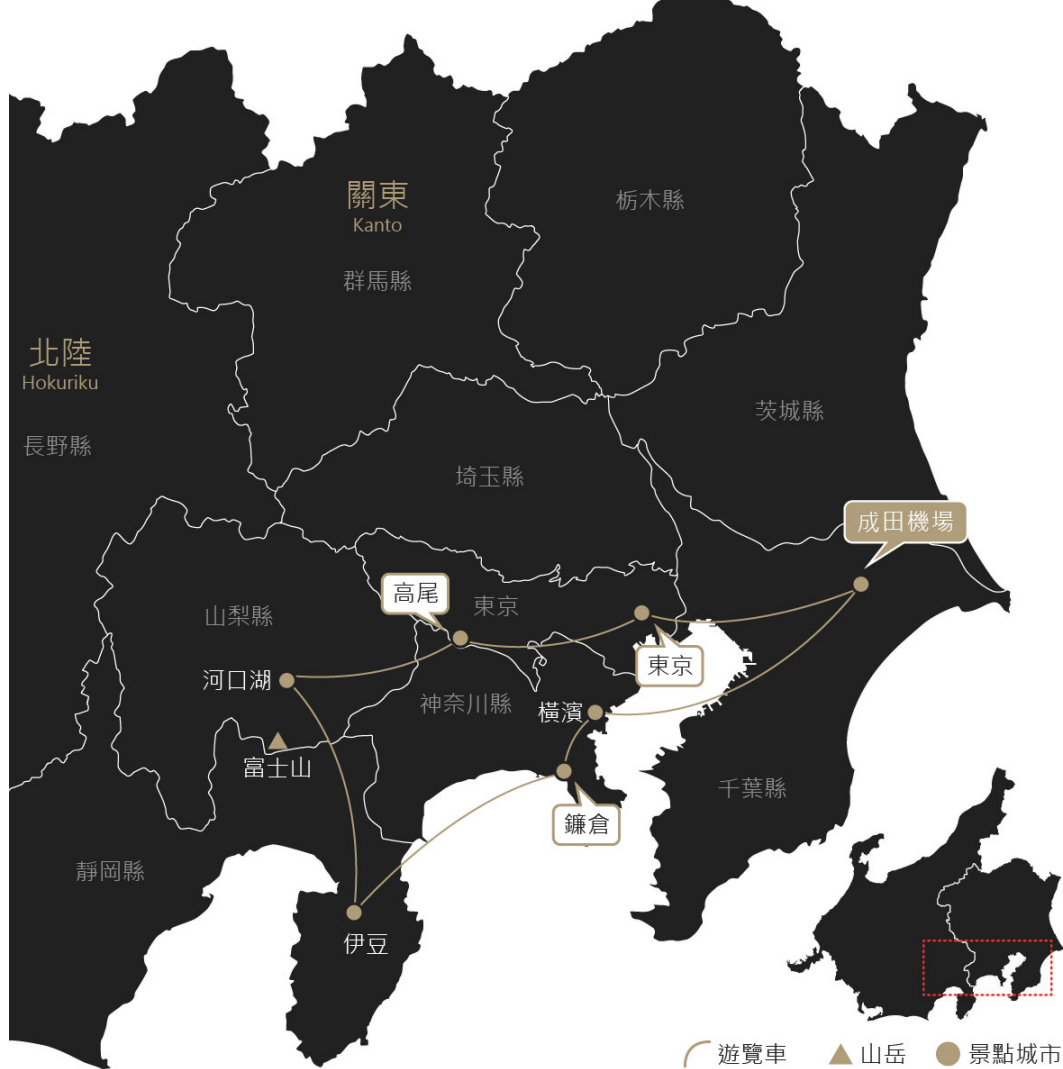 關東
Kanto
栃木縣
群馬縣
北陸
Hokuriku
長野縣
茨城縣
埼玉縣
成田機場
高尾
東京
山梨縣
東京
河口湖
神奈川縣
橫濱
富士山
千葉縣
鐮倉
靜岡縣
伊豆
遊覽車
山岳
景點城市